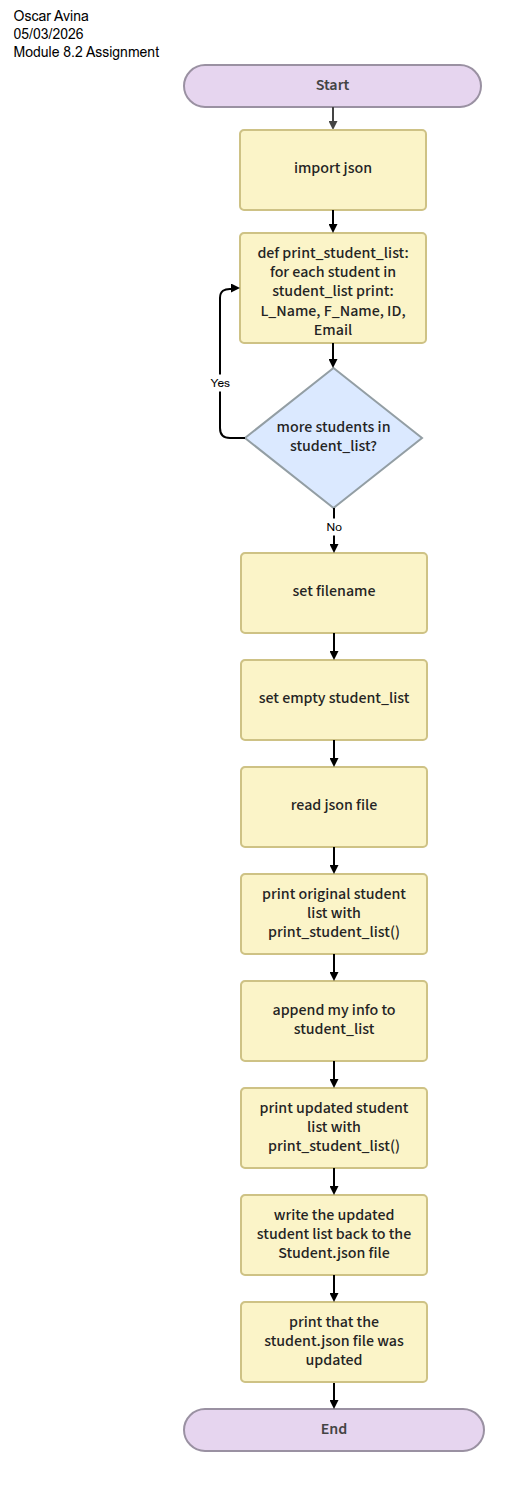 Oscar Avina
05/03/2026
Module 8.2 Assignment
Start
import json
def print_student_list:
for each student in
student_list print:
L_Name, F_Name, ID,
Email
Yes
more students in
student_list?
No
set filename
set empty student_list
read json file
print original student
list with
print_student_list()
append my info to
student_list
print updated student
list with
print_student_list()
write the updated
student list back to the
Student.json file
print that the
student.json file was
updated
End